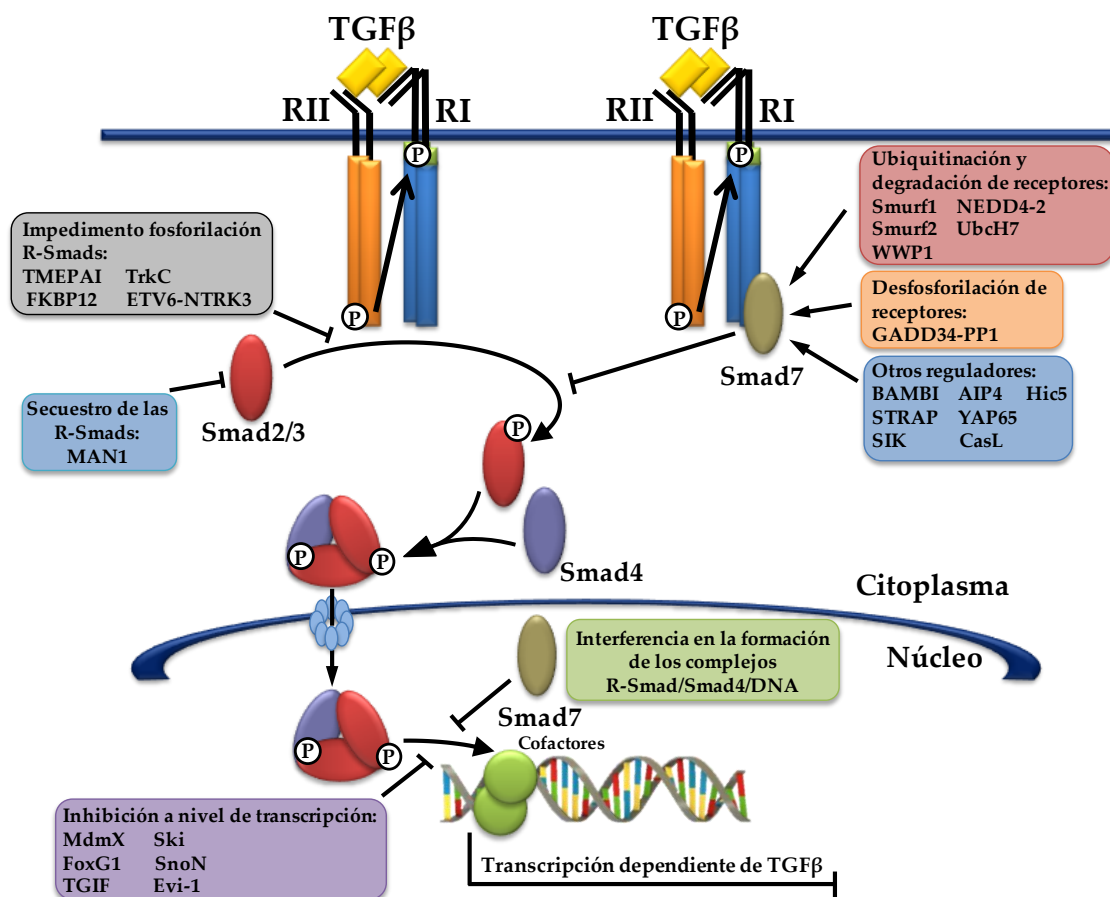 TGFβ
TGFβ
RII
RI
RII
RI
P
P
P
P
Impedimento fosforilación
R-Smads:
TMEPAI TrkC
FKBP12 ETV6-NTRK3
Ubiquitinación y
degradación de receptores:
Smurf1 NEDD4-2
Smurf2 UbcH7
WWP1
Desfosforilación de
receptores:
GADD34-PP1
Otros reguladores:
BAMBI AIP4 Hic5
STRAP YAP65
SIK CasL
Smad7
Secuestro de las
R-Smads:
MAN1
Smad2/3
P
Smad4
P
P
Citoplasma
Núcleo
Interferencia en la formación
de los complejos
R-Smad/Smad4/DNA
Smad7
P
P
Cofactores
Inhibición a nivel de transcripción:
MdmX Ski
FoxG1 SnoN
TGIF Evi-1
Transcripción dependiente de TGFβ